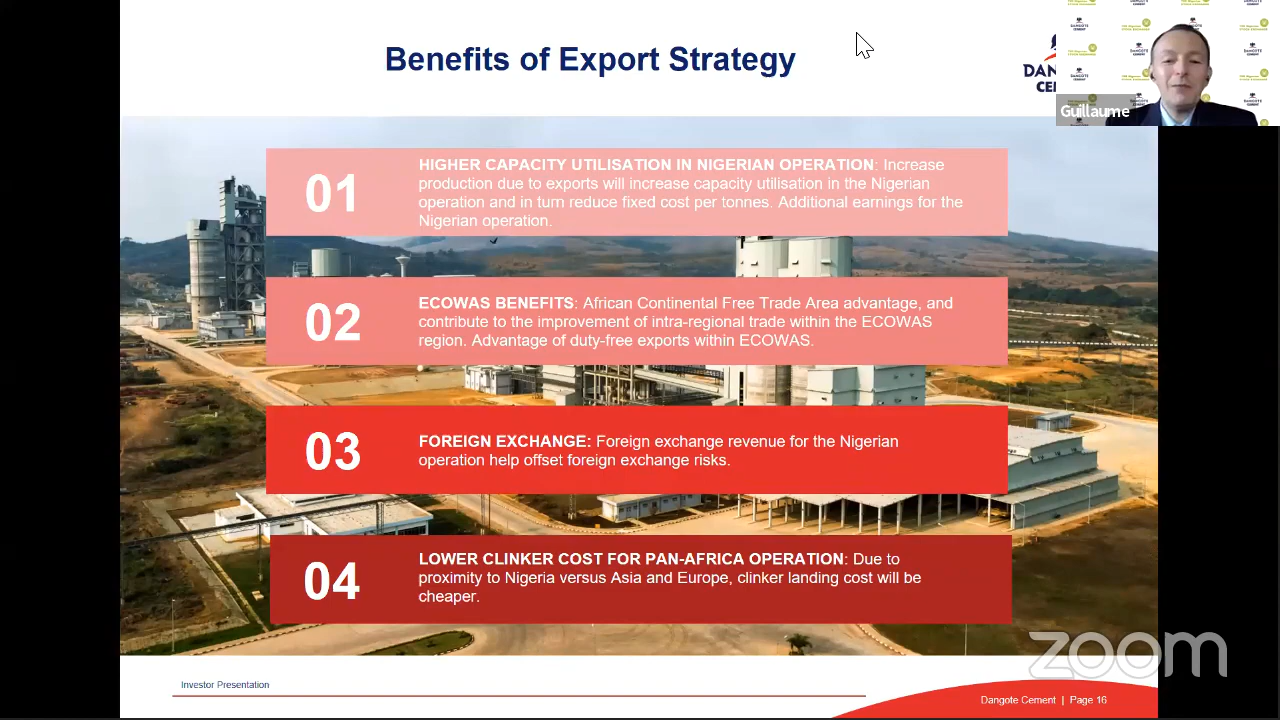 Benefits of Export Strategy
DAN
CE
Guillaume
01
HIGHER CAPACITY UTILISATION IN NIGERIAN OPERATION: Increase
production due to exports will increase capacity utilisation in the Nigerian
operation and in turn reduce fixed cost per tonnes. Additional earnings for the
Nigerian operation.
02
ECOWAS BENEFITS: African Continental Free Trade Area advantage, and
contribute to the improvement of intra-regional trade within the ECOWAS
region. Advantage of duty-free exports within ECOWAS.
03
FOREIGN EXCHANGE: Foreign exchange revenue for the Nigerian
operation help offset foreign exchange risks.
04
LOWER CLINKER COST FOR PAN-AFRICA OPERATION: Due to
proximity to Nigeria versus Asia and Europe, clinker landing cost will be
cheaper.
zoom
Investor Presentation
Dangote Cement | Page 16